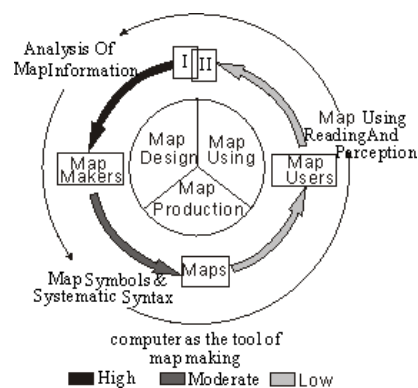 Analysis Of
MapInformation
I II
Map Using
ReadingAnd
Parception
Map
Design
Map
Using
Map
Production
Map
Makers
Map
Users
Maps
Map Symbols &
Systematic Syntax
computer as the tool of
map making
High Moderate Low